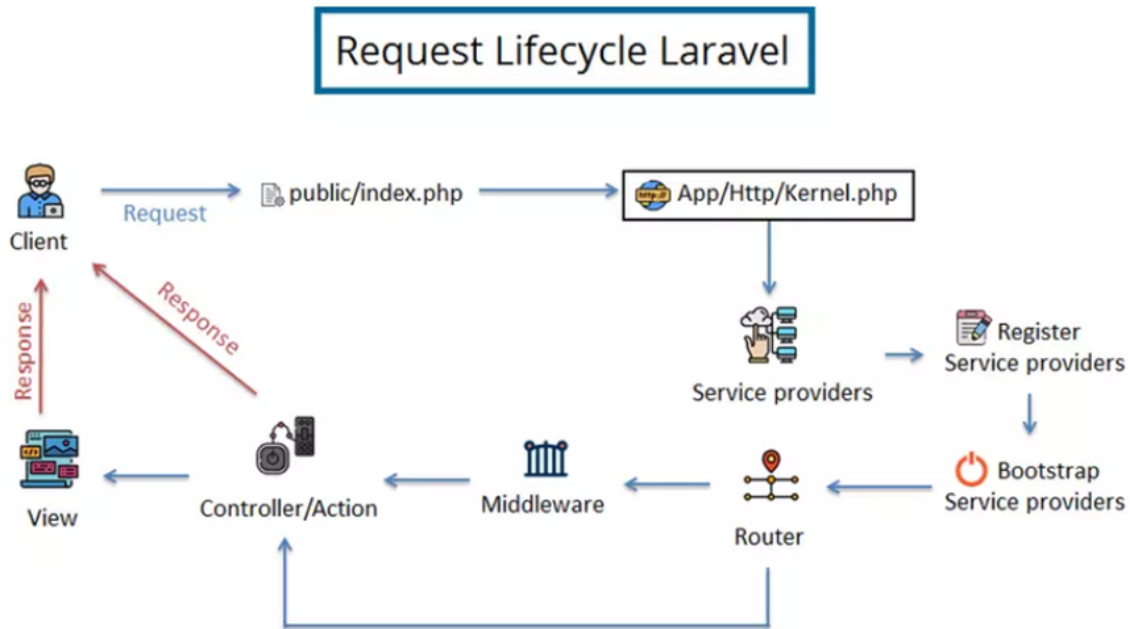 Request Lifecycle Laravel
Client
Request
public/index.php
http://
App/Http/Kernel.php
Service providers
Register
Service providers
Bootstrap
Service providers
Router
Middleware
Controller/Action
View
Response
Response